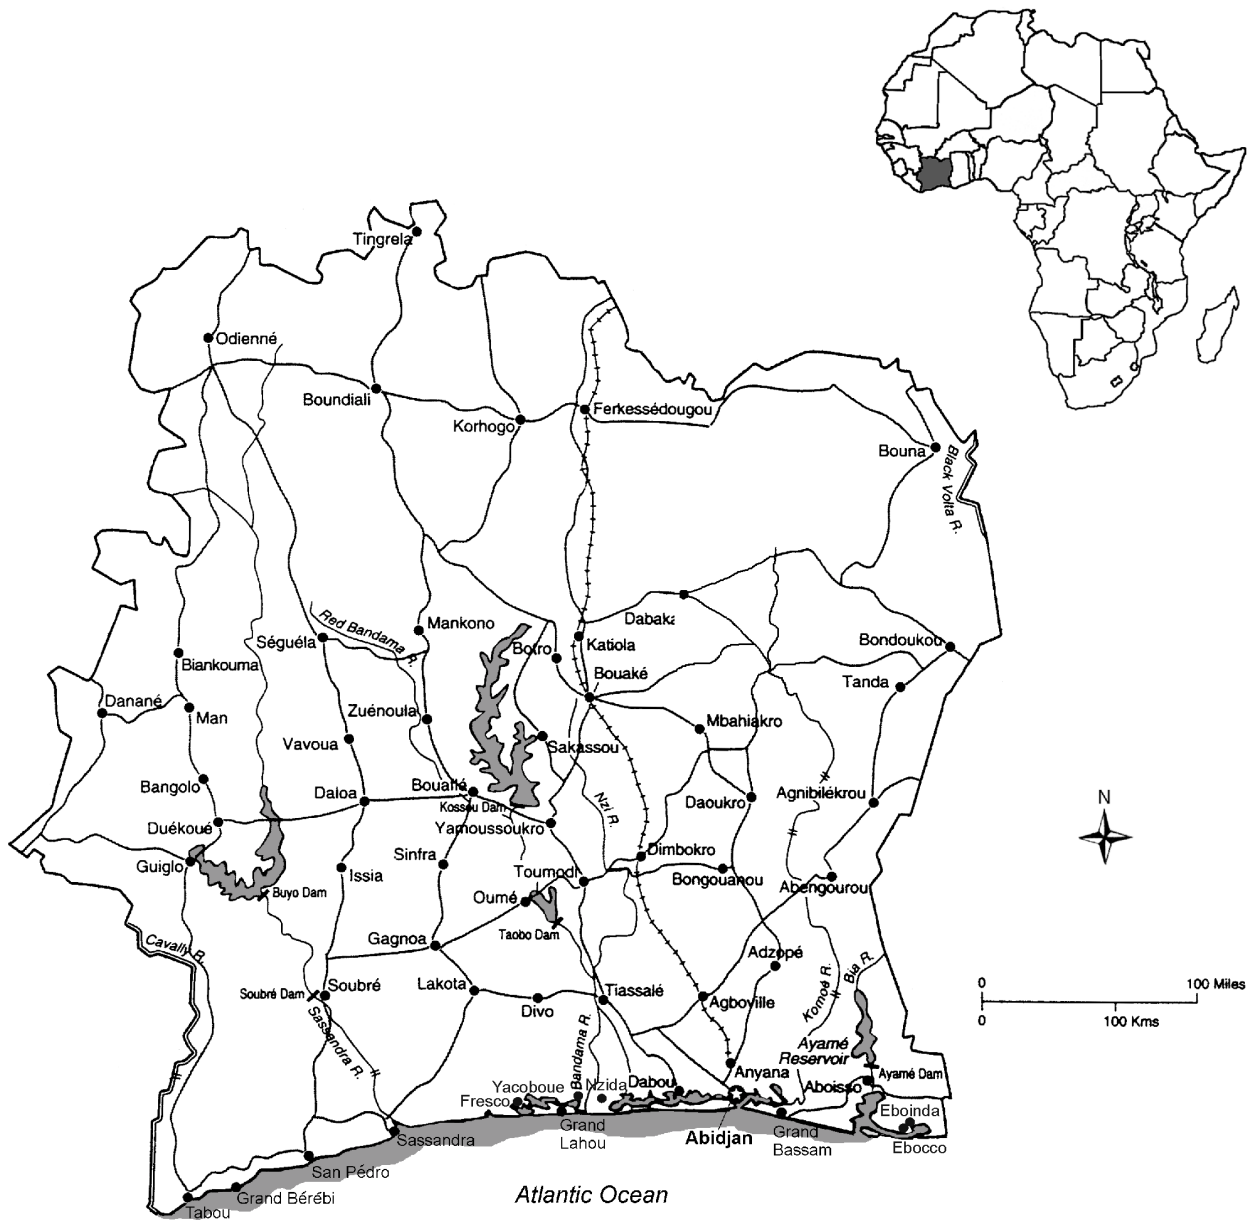 Tingrela
Odienné
Boundiali
Korhogo
Ferkessédougou
Bouna
Black Volta R.
Red Bandama R.
Mankono
Séguéla
Botro
Katiola
Dabaka
Bondoukou
Biankouma
Bouaké
Tanda
Danané
Man
Zuénoula
Mbahiakro
Vavoua
Sakassou
Bangolo
Daloa
Bouaflé
Kossou Dam
Nzi R.
Daoukro
Agnibilékrou
N
Duékoué
Yamoussoukro
Guiglo
Issia
Sinfra
Toumodi
Dimbokro
Bongouanou
Abengourou
Buyo Dam
Oumé
Taobo Dam
Cavally R.
Gagnoa
Adzopé
Bia R.
Komoé R.
Soubré Dam
Soubré
Lakota
Divo
Tiassalé
Agboville
0
100 Miles
0
100 Kms
Sassandra R.
Bandama R.
Ayamé
Reservoir
Ayamé Dam
Anyana
Aboisso
Yacoboue
Nzida
Dabou
Fresco
Eboinda
Grand
Lahou
Abidjan
Grand
Bassam
Ebocco
Sassandra
San Pédro
Grand Bérébi
Tabou
Atlantic Ocean